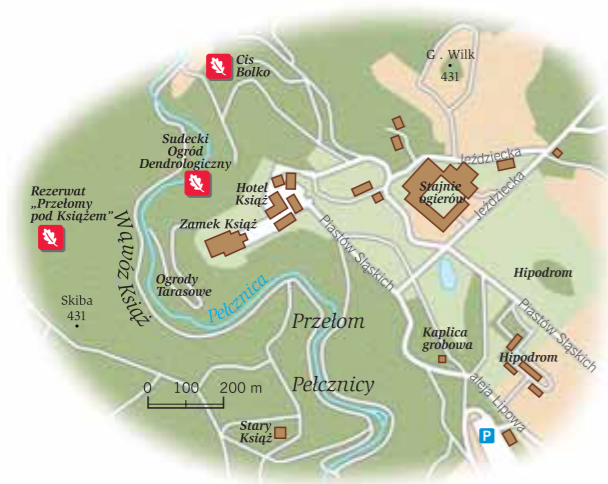 Cis
Bolko
G . Wilk
431
Sudecki
Ogród
Dendrologiczny
Jeździecka
Rezerwat
„Przełomy
pod Książem”
Hotel
Książ
Stajnie
ogierów
Jeździecka
Zamek Książ
Piastów Śląskich
Wąwóz Książ
Ogrody
Tarasowe
Pełcznica
Hipodrom
Skiba
431
Przełom
Piastów Śląskich
Kaplica
grobowa
Hipodrom
0 100 200 m
Pełcznicy
aleja Lipowa
Stary
Książ
P